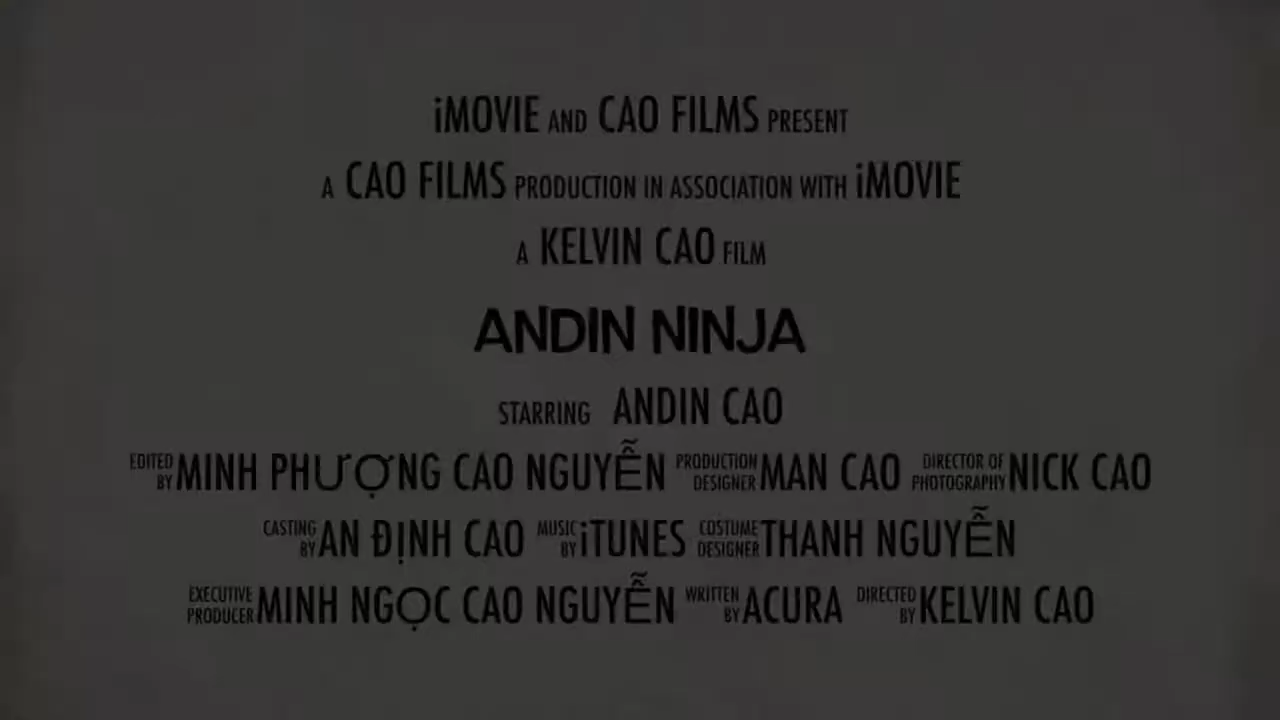 iMOVIE AND CAO FILMS PRESENT
A CAO FILMS PRODUCTION IN ASSOCIATION WITH iMOVIE
A KELVIN CAO FILM
ANDIN NINJA
STARRING ANDIN CAO
EDITED BY MINH PHƯỢNG CAO NGUYỄN PRODUCTION DESIGNER MAN CAO DIRECTOR OF PHOTOGRAPHY NICK CAO
CASTING BY AN ĐỊNH CAO MUSIC BY iTUNES COSTUME DESIGNER THANH NGUYỄN
EXECUTIVE PRODUCER MINH NGỌC CAO NGUYỄN WRITTEN BY ACURA DIRECTED BY KELVIN CAO